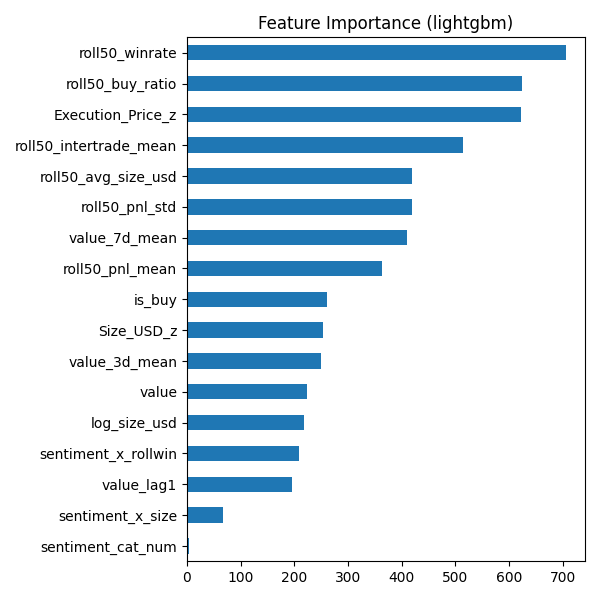 Feature Importance (lightgbm)
roll50_winrate
roll50_buy_ratio
Execution_Price_z
roll50_intertrade_mean
roll50_avg_size_usd
roll50_pnl_std
value_7d_mean
roll50_pnl_mean
is_buy
Size_USD_z
value_3d_mean
value
log_size_usd
sentiment_x_rollwin
value_lag1
sentiment_x_size
sentiment_cat_num
0 100 200 300 400 500 600 700